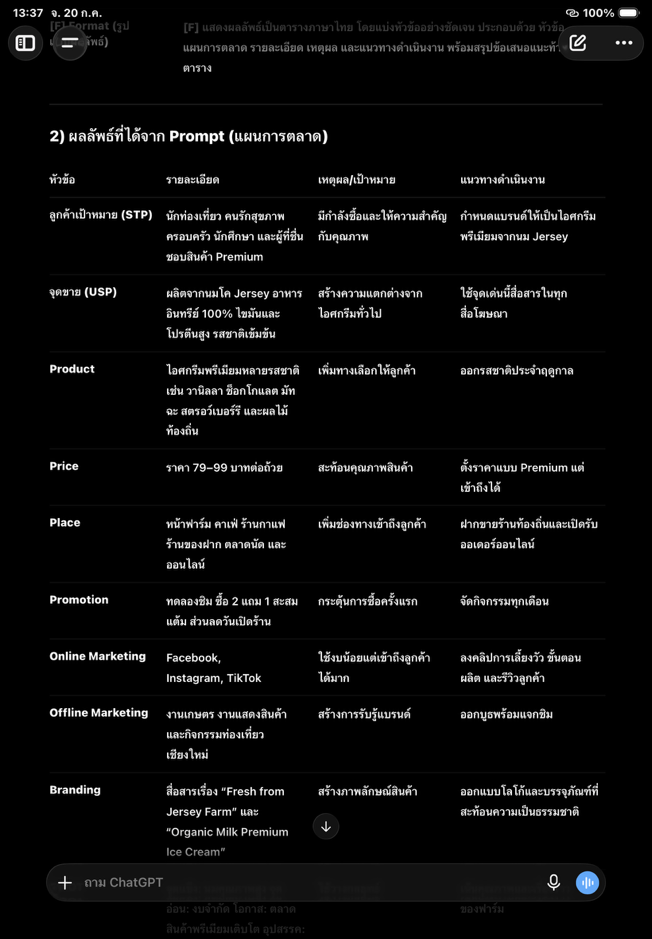 13:37 จ. 20 ก.ค.
100%
[F] Format (รูป
[F] แสดงผลลัพธ์เป็นตารางภาษาไทย โดยแบ่งหัวข้ออย่างชัดเจน ประกอบด้วย หัวข้อ
แผนการตลาด รายละเอียด เหตุผล และแนวทางดำเนินงาน พร้อมสรุปข้อเสนอแนะท้าย
ตาราง
2) ผลลัพธ์ที่ได้จาก Prompt (แผนการตลาด)
หัวข้อ รายละเอียด เหตุผล/เป้าหมาย แนวทางดำเนินงาน
ลูกค้าเป้าหมาย (STP) นักท่องเที่ยว คนรักสุขภาพ มีกำลังซื้อและให้ความสำคัญ กำหนดแบรนด์ให้เป็นไอศกรีม
ครอบครัว นักศึกษา และผู้ที่ชื่น กับคุณภาพ พรีเมียมจากนม Jersey
ชอบสินค้า Premium
จุดขาย (USP) ผลิตจากนมโค Jersey อาหาร สร้างความแตกต่างจาก ใช้จุดเด่นนี้สื่อสารในทุก
อินทรีย์ 100% ไขมันและ ไอศกรีมทั่วไป สื่อโฆษณา
โปรตีนสูง รสชาติเข้มข้น
Product ไอศกรีมพรีเมียมหลายรสชาติ เพิ่มทางเลือกให้ลูกค้า ออกรสชาติประจำฤดูกาล
เช่น วานิลลา ช็อกโกแลต มัท
ฉะ สตรอว์เบอร์รี และผลไม้
ท้องถิ่น
Price ราคา 79–99 บาทต่อถ้วย สะท้อนคุณภาพสินค้า ตั้งราคาแบบ Premium แต่
เข้าถึงได้
Place หน้าฟาร์ม คาเฟ่ ร้านกาแฟ เพิ่มช่องทางเข้าถึงลูกค้า ฝากขายร้านท้องถิ่นและเปิดรับ
ร้านของฝาก ตลาดนัด และ ออเดอร์ออนไลน์
ออนไลน์
Promotion ทดลองชิม ซื้อ 2 แถม 1 สะสม กระตุ้นการซื้อครั้งแรก จัดกิจกรรมทุกเดือน
แต้ม ส่วนลดวันเปิดร้าน
Online Marketing Facebook, ใช้งบน้อยแต่เข้าถึงลูกค้า ลงคลิปการเลี้ยงวัว ขั้นตอน
Instagram, TikTok ได้มาก ผลิต และรีวิวลูกค้า
Offline Marketing งานเกษตร งานแสดงสินค้า สร้างการรับรู้แบรนด์ ออกบูธพร้อมแจกชิม
และกิจกรรมท่องเที่ยว
เชียงใหม่
Branding สื่อสารเรื่อง “Fresh from สร้างภาพลักษณ์สินค้า ออกแบบโลโก้และบรรจุภัณฑ์ที่
Jersey Farm” และ สะท้อนความเป็นธรรมชาติ
“Organic Milk Premium
Ice Cream”
ถาม ChatGPT
อ่อน: งบจำกัด โอกาส: ตลาด ของฟาร์ม
สินค้าพรีเมียมเติบโต อุปสรรค: